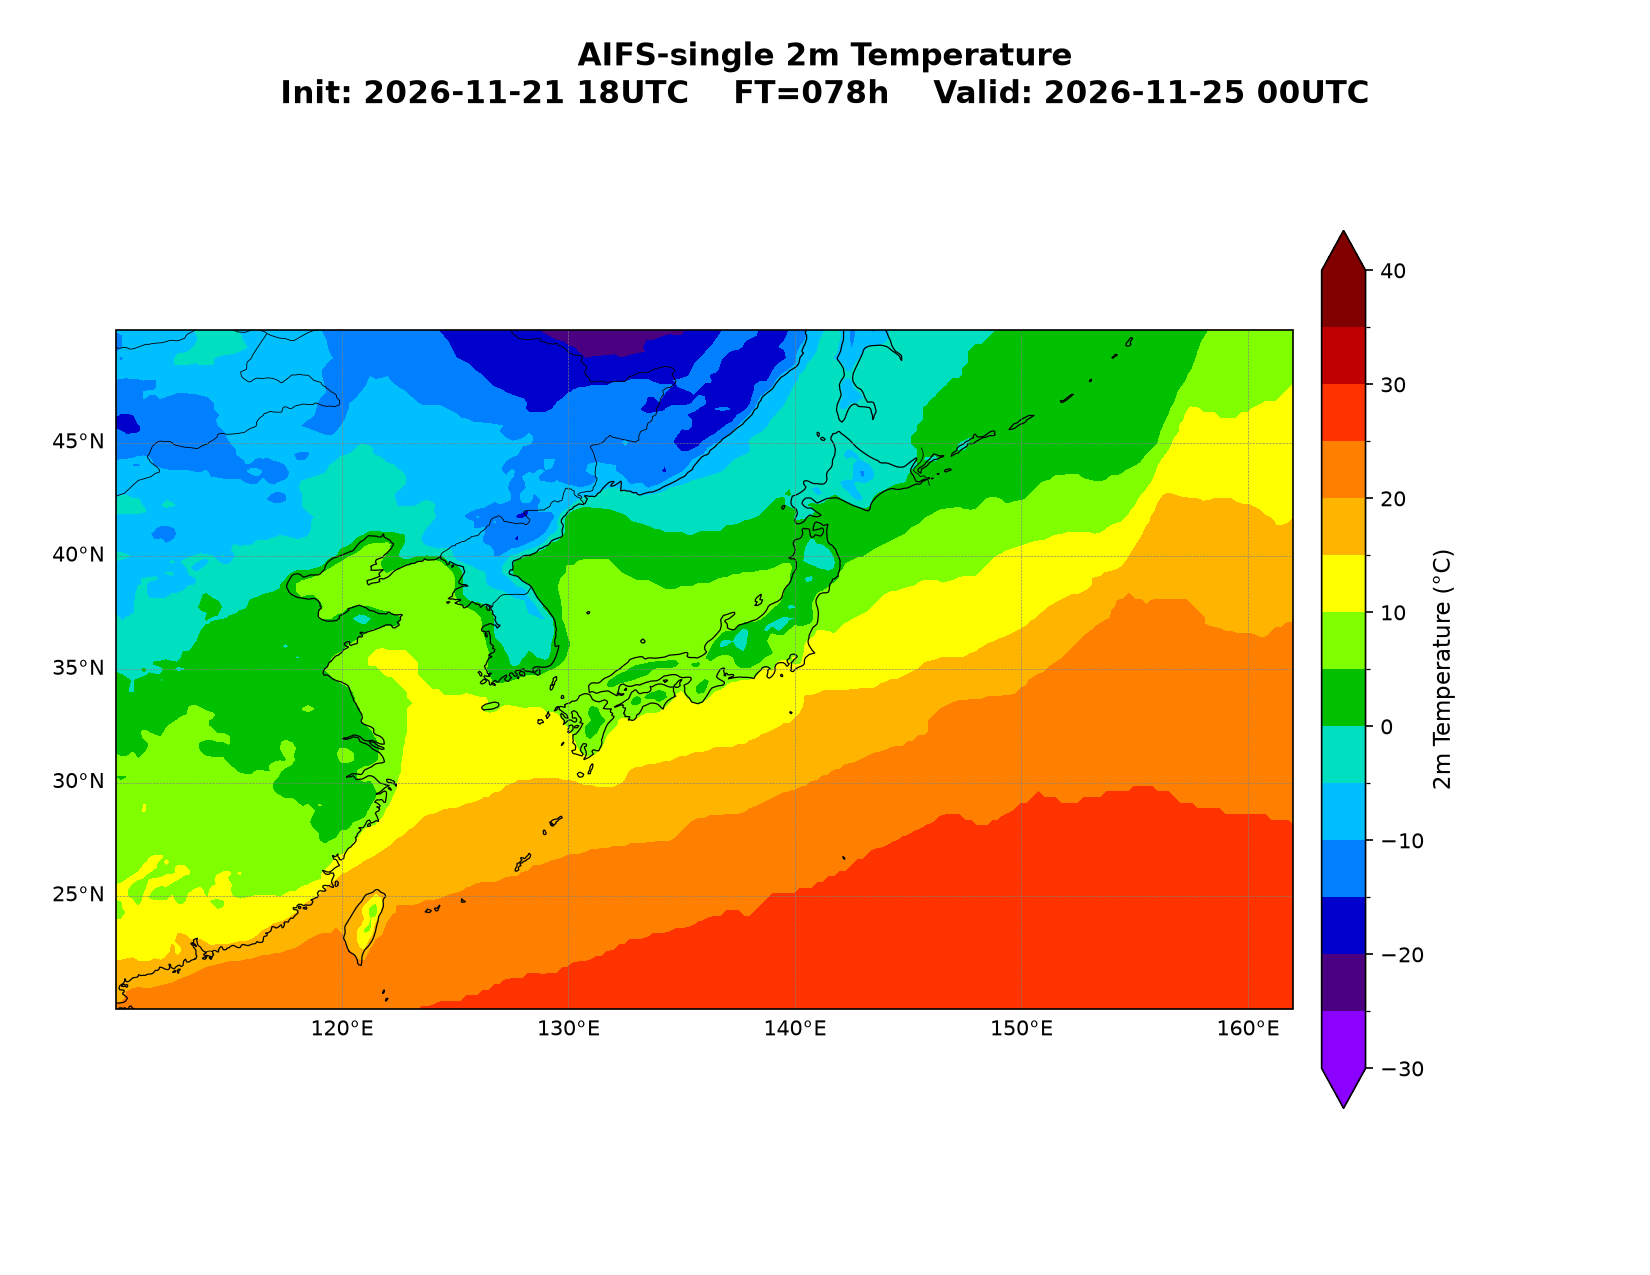 AIFS-single 2m Temperature
Init: 2026-11-21 18UTC    FT=078h    Valid: 2026-11-25 00UTC
45°N
40°N
35°N
30°N
25°N
120°E
130°E
140°E
150°E
160°E
40
30
20
10
0
−10
−20
−30
2m Temperature (°C)